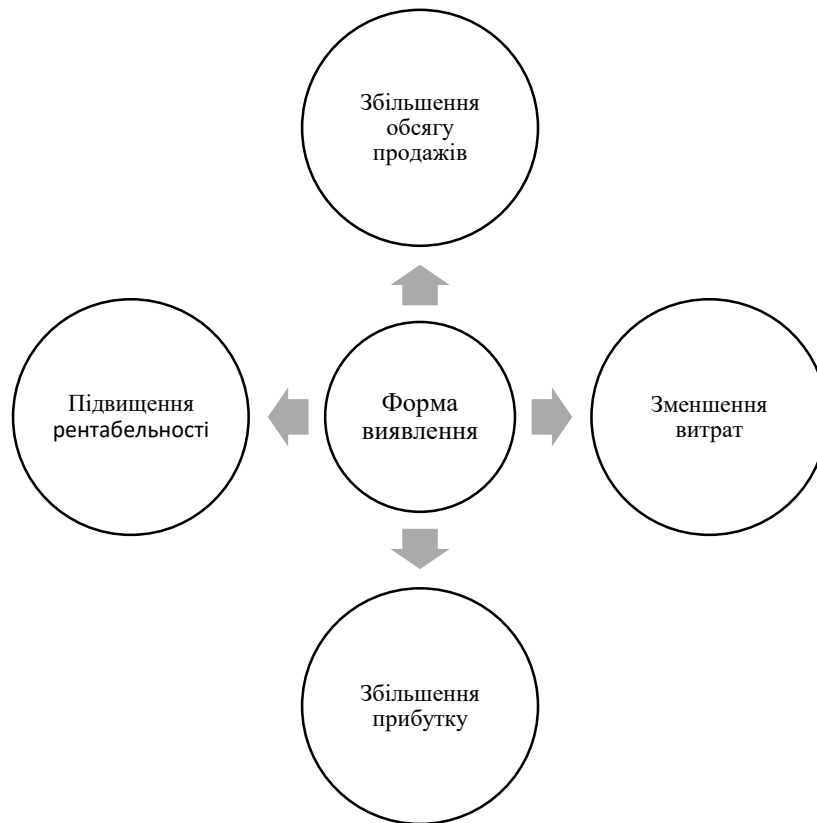 Збільшення
обсягу
продажів
Підвищення
рентабельності
Форма
виявлення
Зменшення
витрат
Збільшення
прибутку